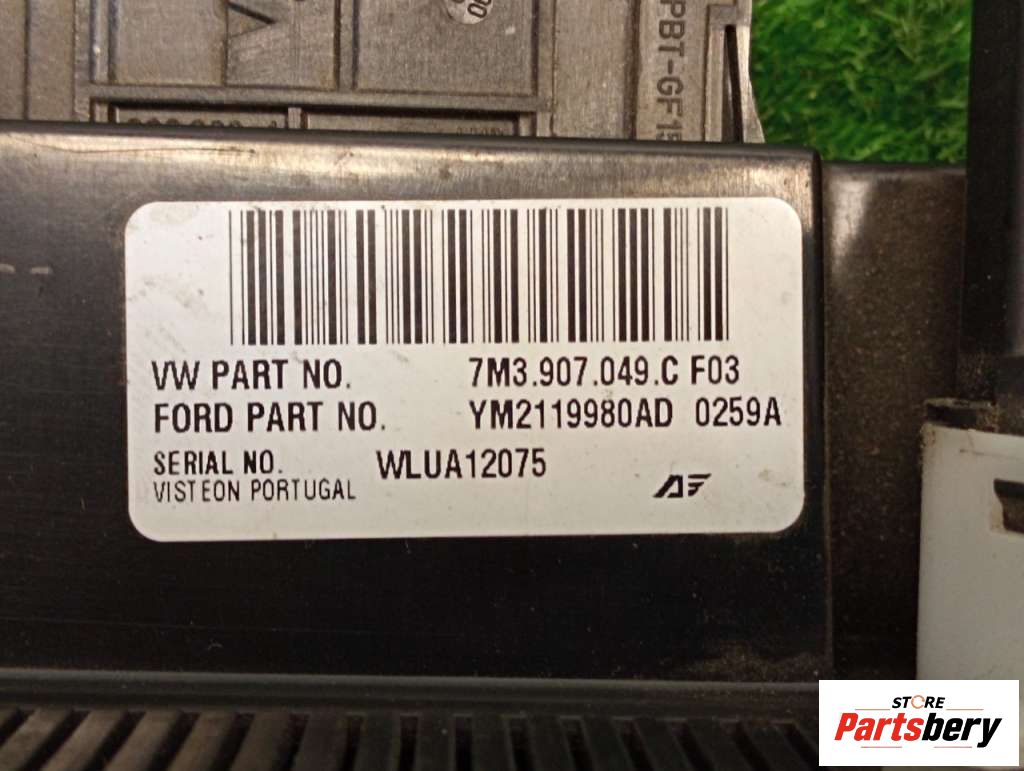 PBT-GF15
VW PART NO. 7M3.907.049.C F03
FORD PART NO. YM2119980AD 0259A
SERIAL NO. WLUA12075
VISTEON PORTUGAL
AF
STORE
Partsbery